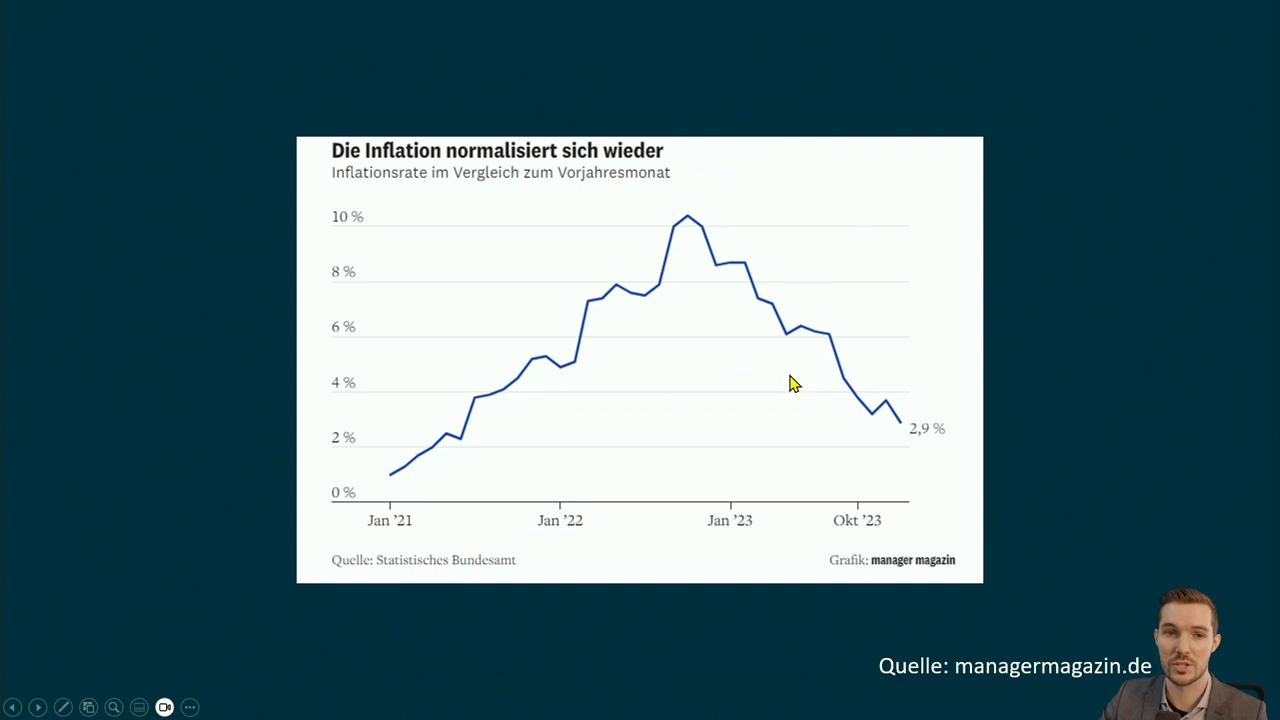 Die Inflation normalisiert sich wieder
Inflationsrate im Vergleich zum Vorjahresmonat
10 %
8 %
6 %
4 %
2 %
0 %
2,9 %
Jan ’21
Jan ’22
Jan ’23
Okt ’23
Quelle: Statistisches Bundesamt
Grafik: manager magazin
Quelle: managermagazin.de